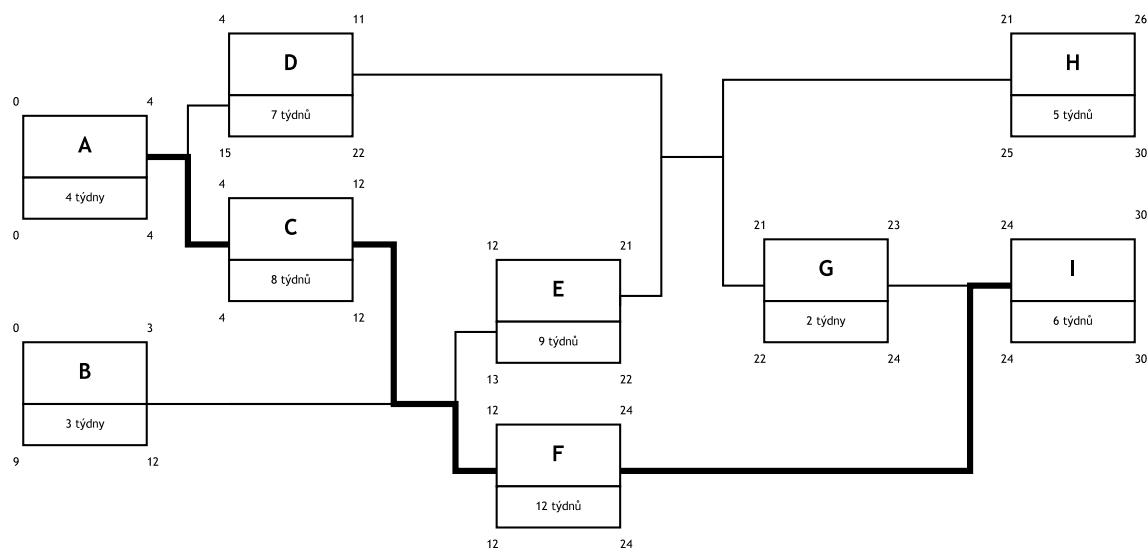 4 11
D
7 týdnů
15 22
0 4
A
4 týdny
0 4
4 12
C
8 týdnů
4 12
0 3
B
3 týdny
9 12
12 21
E
9 týdnů
13 22
12 24
F
12 týdnů
12 24
21 23
G
2 týdny
22 24
21 26
H
5 týdnů
25 30
24 30
I
6 týdnů
24 30